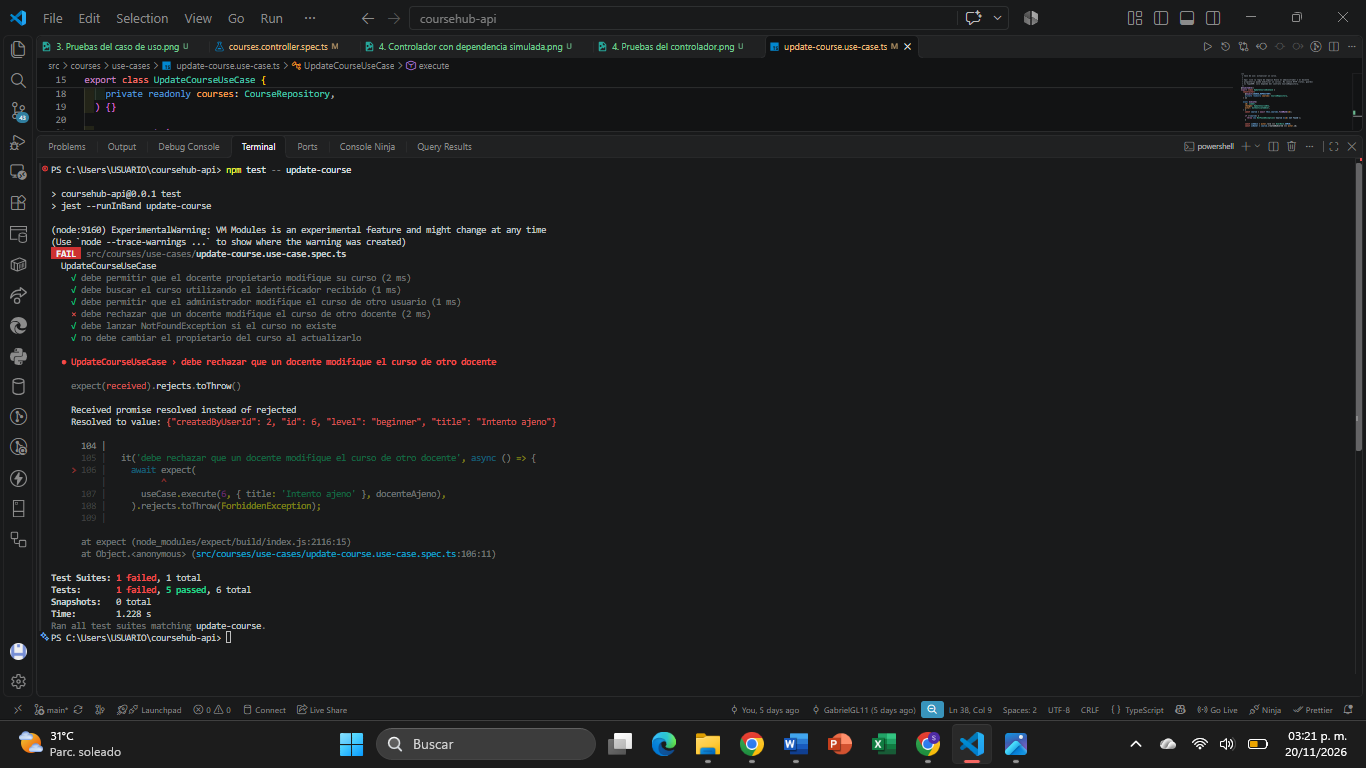 File Edit Selection View Go Run ··· coursehub-api
3. Pruebas del caso de uso.png U courses.controller.spec.ts M 4. Controlador con dependencia simulada.png U 4. Pruebas del controlador.png U update-course.use-case.ts M
src > courses > use-cases > update-course.use-case.ts > UpdateCourseUseCase > execute
15 export class UpdateCourseUseCase {
18 private readonly courses: CourseRepository,
19 ) {}
20
Problems Output Debug Console Terminal Ports Console Ninja Query Results powershell
PS C:\Users\USUARIO\coursehub-api> npm test -- update-course
> coursehub-api@0.0.1 test
> jest --runInBand update-course
(node:9160) ExperimentalWarning: VM Modules is an experimental feature and might change at any time
(Use `node --trace-warnings ...` to show where the warning was created)
FAIL src/courses/use-cases/update-course.use-case.spec.ts
UpdateCourseUseCase
√ debe permitir que el docente propietario modifique su curso (2 ms)
√ debe buscar el curso utilizando el identificador recibido (1 ms)
√ debe permitir que el administrador modifique el curso de otro usuario (1 ms)
× debe rechazar que un docente modifique el curso de otro docente (2 ms)
√ debe lanzar NotFoundException si el curso no existe
√ no debe cambiar el propietario del curso al actualizarlo
● UpdateCourseUseCase › debe rechazar que un docente modifique el curso de otro docente
expect(received).rejects.toThrow()
Received promise resolved instead of rejected
Resolved to value: {"createdByUserId": 2, "id": 6, "level": "beginner", "title": "Intento ajeno"}
104 |
105 | it('debe rechazar que un docente modifique el curso de otro docente', async () => {
> 106 | await expect(
| ^
107 | useCase.execute(6, { title: 'Intento ajeno' }, docenteAjeno),
108 | ).rejects.toThrow(ForbiddenException);
109 |
at expect (node_modules/expect/build/index.js:2116:15)
at Object.<anonymous> (src/courses/use-cases/update-course.use-case.spec.ts:106:11)
Test Suites: 1 failed, 1 total
Tests: 1 failed, 5 passed, 6 total
Snapshots: 0 total
Time: 1.228 s
Ran all test suites matching update-course.
PS C:\Users\USUARIO\coursehub-api>
main* Launchpad 0 0 Connect Live Share You, 5 days ago GabrielGL11 (5 days ago) Ln 38, Col 9 Spaces: 2 UTF-8 CRLF {} TypeScript Go Live Ninja Prettier
31°C
Parc. soleado
Buscar
03:21 p. m.
20/11/2026